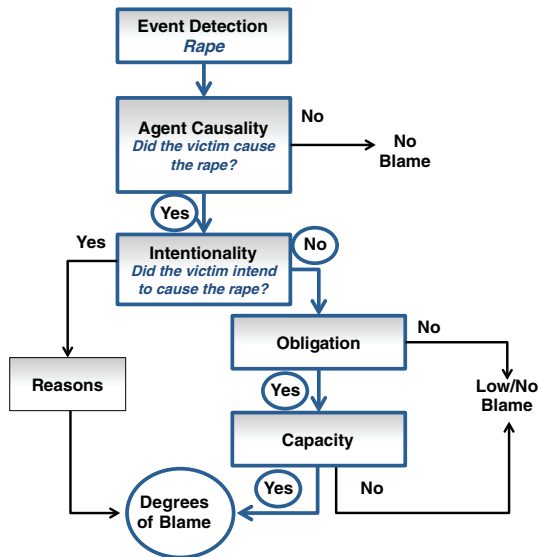 Event Detection
Rape
Agent Causality
Did the victim cause
the rape?
No
No
Blame
Yes
Yes
Intentionality
Did the victim intend
to cause the rape?
No
Obligation
No
Reasons
Yes
Low/No
Blame
Capacity
Yes
No
Degrees
of Blame